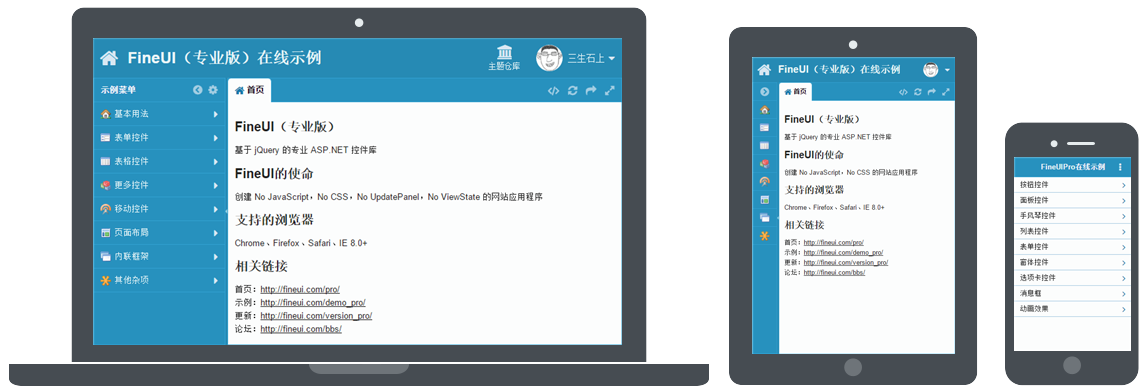 FineUI（专业版）在线示例
主题仓库
三生石上
示例菜单
首页
基本用法
表单控件
表格控件
更多控件
移动控件
页面布局
内联框架
其他杂项
FineUI（专业版）
基于 jQuery 的专业 ASP.NET 控件库
FineUI的使命
创建 No JavaScript，No CSS，No UpdatePanel，No ViewState 的网站应用程序
支持的浏览器
Chrome、Firefox、Safari、IE 8.0+
相关链接
首页：http://fineui.com/pro/
示例：http://fineui.com/demo_pro/
更新：http://fineui.com/version_pro/
论坛：http://fineui.com/bbs/
FineUI（专业版）在线示例
首页
FineUI（专业版）
基于 jQuery 的专业 ASP.NET 控件库
FineUI的使命
创建 No JavaScript，No CSS，No UpdatePanel，No ViewState 的网站应用程序
支持的浏览器
Chrome、Firefox、Safari、IE 8.0+
相关链接
首页：http://fineui.com/pro/
示例：http://fineui.com/demo_pro/
更新：http://fineui.com/version_pro/
论坛：http://fineui.com/bbs/
FineUIPro在线示例
按钮控件
面板控件
手风琴控件
列表控件
表单控件
窗体控件
选项卡控件
消息框
动画效果